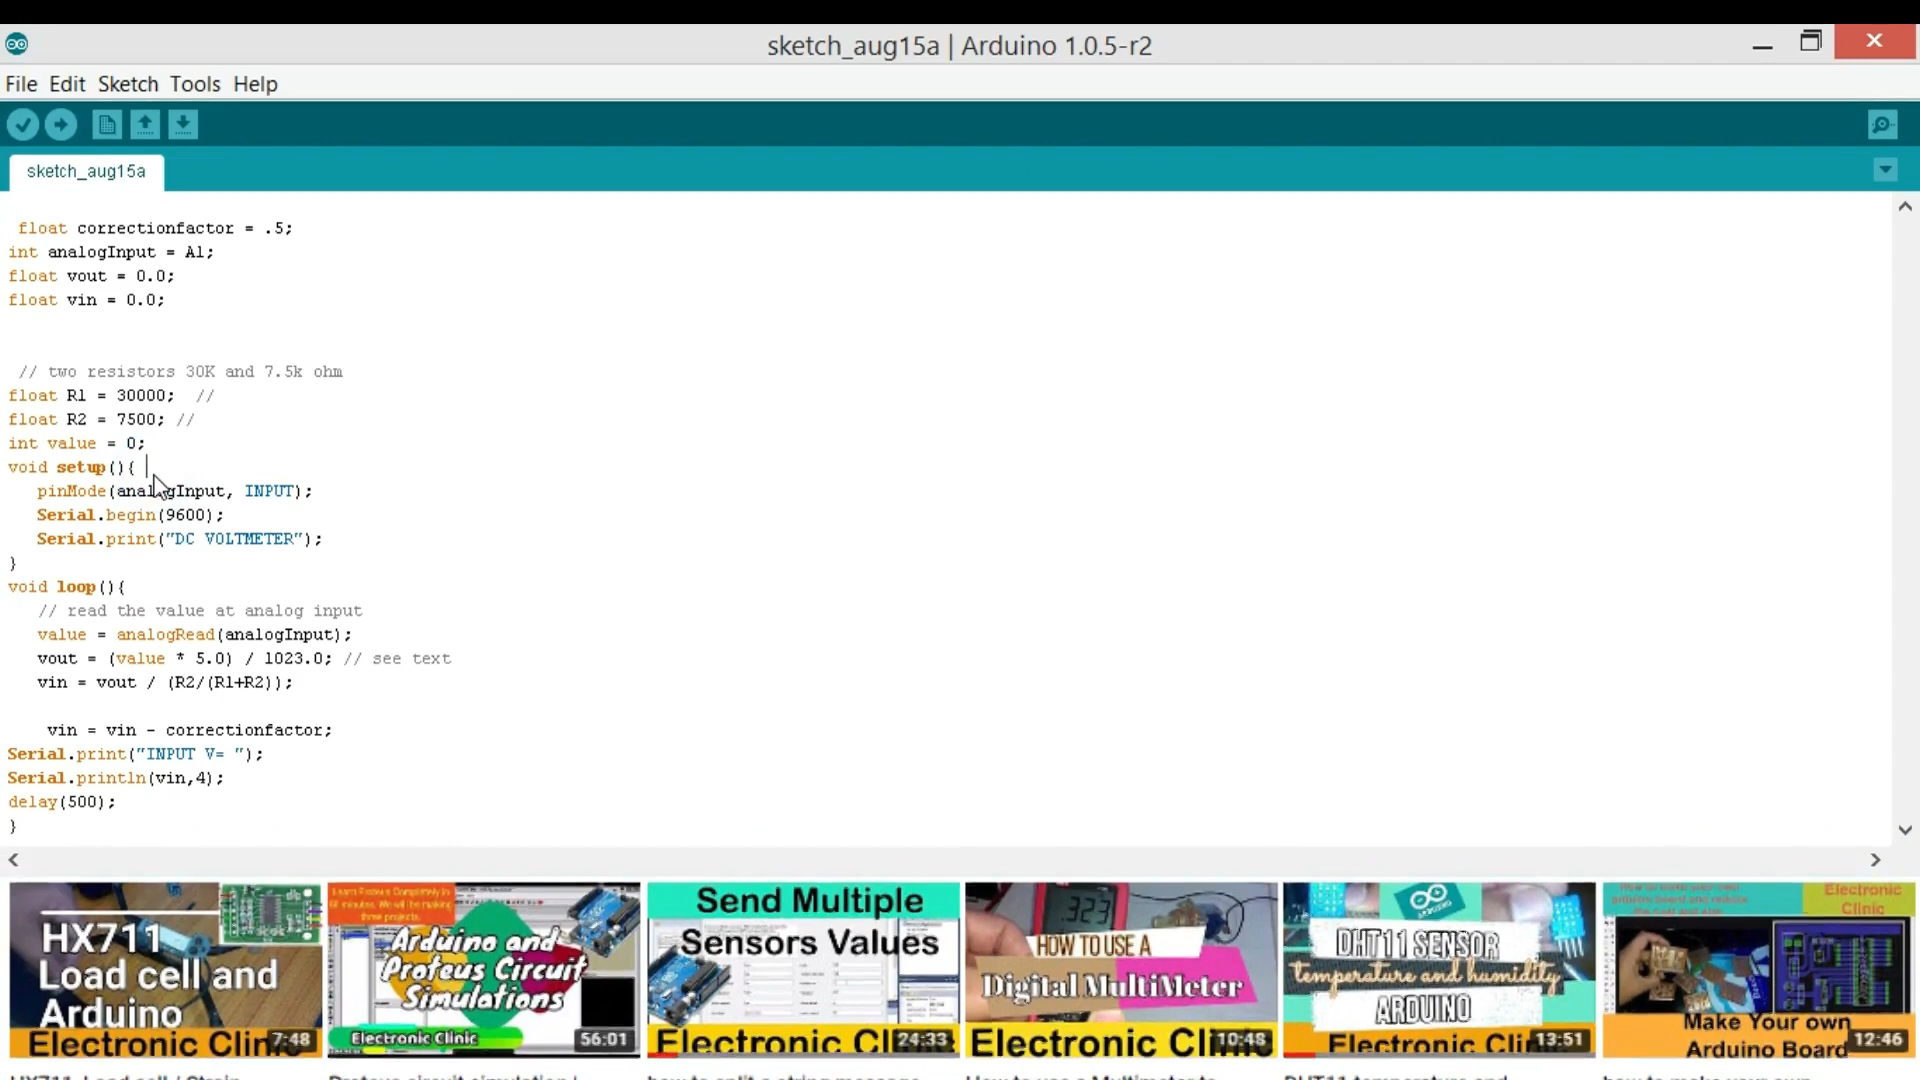 sketch_aug15a | Arduino 1.0.5-r2
File Edit Sketch Tools Help
sketch_aug15a
float correctionfactor = .5;
int analogInput = A1;
float vout = 0.0;
float vin = 0.0;
// two resistors 30K and 7.5k ohm
float R1 = 30000;  //
float R2 = 7500; //
int value = 0;
void setup(){
pinMode(analogInput, INPUT);
Serial.begin(9600);
Serial.print("DC VOLTMETER");
}
void loop(){
// read the value at analog input
value = analogRead(analogInput);
vout = (value * 5.0) / 1023.0; // see text
vin = vout / (R2/(R1+R2));
vin = vin - correctionfactor;
Serial.print("INPUT V= ");
Serial.println(vin,4);
delay(500);
}
HX711
Load cell and
Arduino
Electronic Clinic
7:48
Learn Proteus Completely in
minutes. We will be making
three projects.
Arduino and
Proteus Circuit
Simulations
Electronic Clinic
56:01
Send Multiple
Sensors Values
Electronic Cl
24:33
323
HOW TO USE A
Digital MultiMeter
Electronic Clin
10:48
ARDUINO
DHT11 SENSOR
temperature and humidity
ARDUINO
Electronic Clin
13:51
Electronic
Clinic
Make Your own
Arduino Board
12:46
HX711, Load cell / Strain
Proteus circuit simulation |
how to split a string message
How to use a Multimeter to
DHT11 temperature and
how to make your own